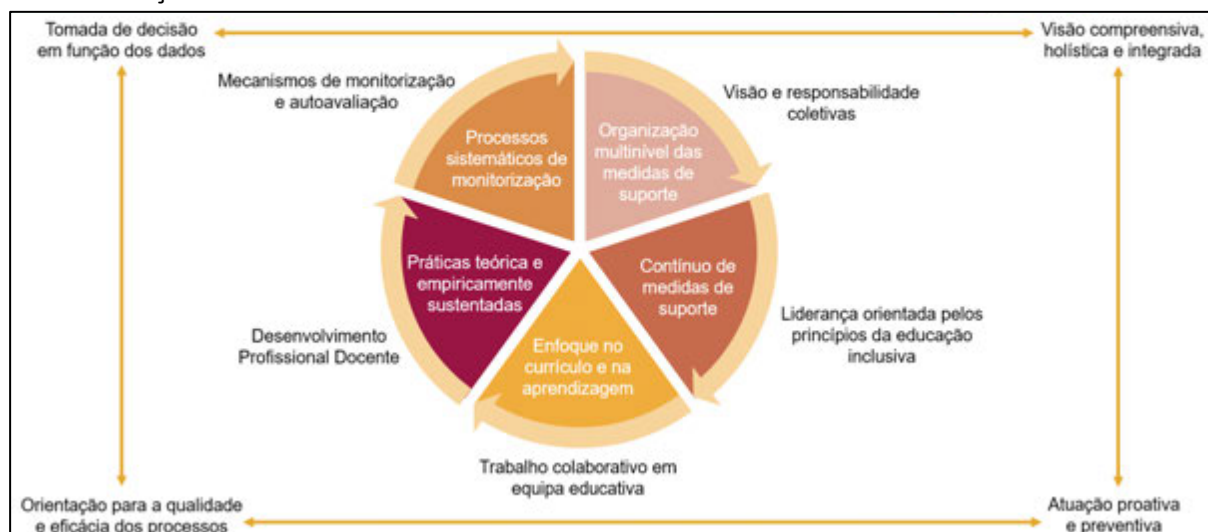 Tomada de decisão
em função dos dados
Visão compreensiva,
holística e integrada
Mecanismos de monitorização
e autoavaliação
Visão e responsabilidade
coletivas
Processos
sistemáticos de
monitorização
Organização
multinível das
medidas de
suporte
Práticas teórica e
empiricamente
sustentadas
Contínuo de
medidas de
suporte
Liderança orientada pelos
princípios da educação
inclusiva
Desenvolvimento
Profissional Docente
Enfoque no
currículo e na
aprendizagem
Trabalho colaborativo em
equipa educativa
Orientação para a qualidade
e eficácia dos processos
Atuação proativa
e preventiva